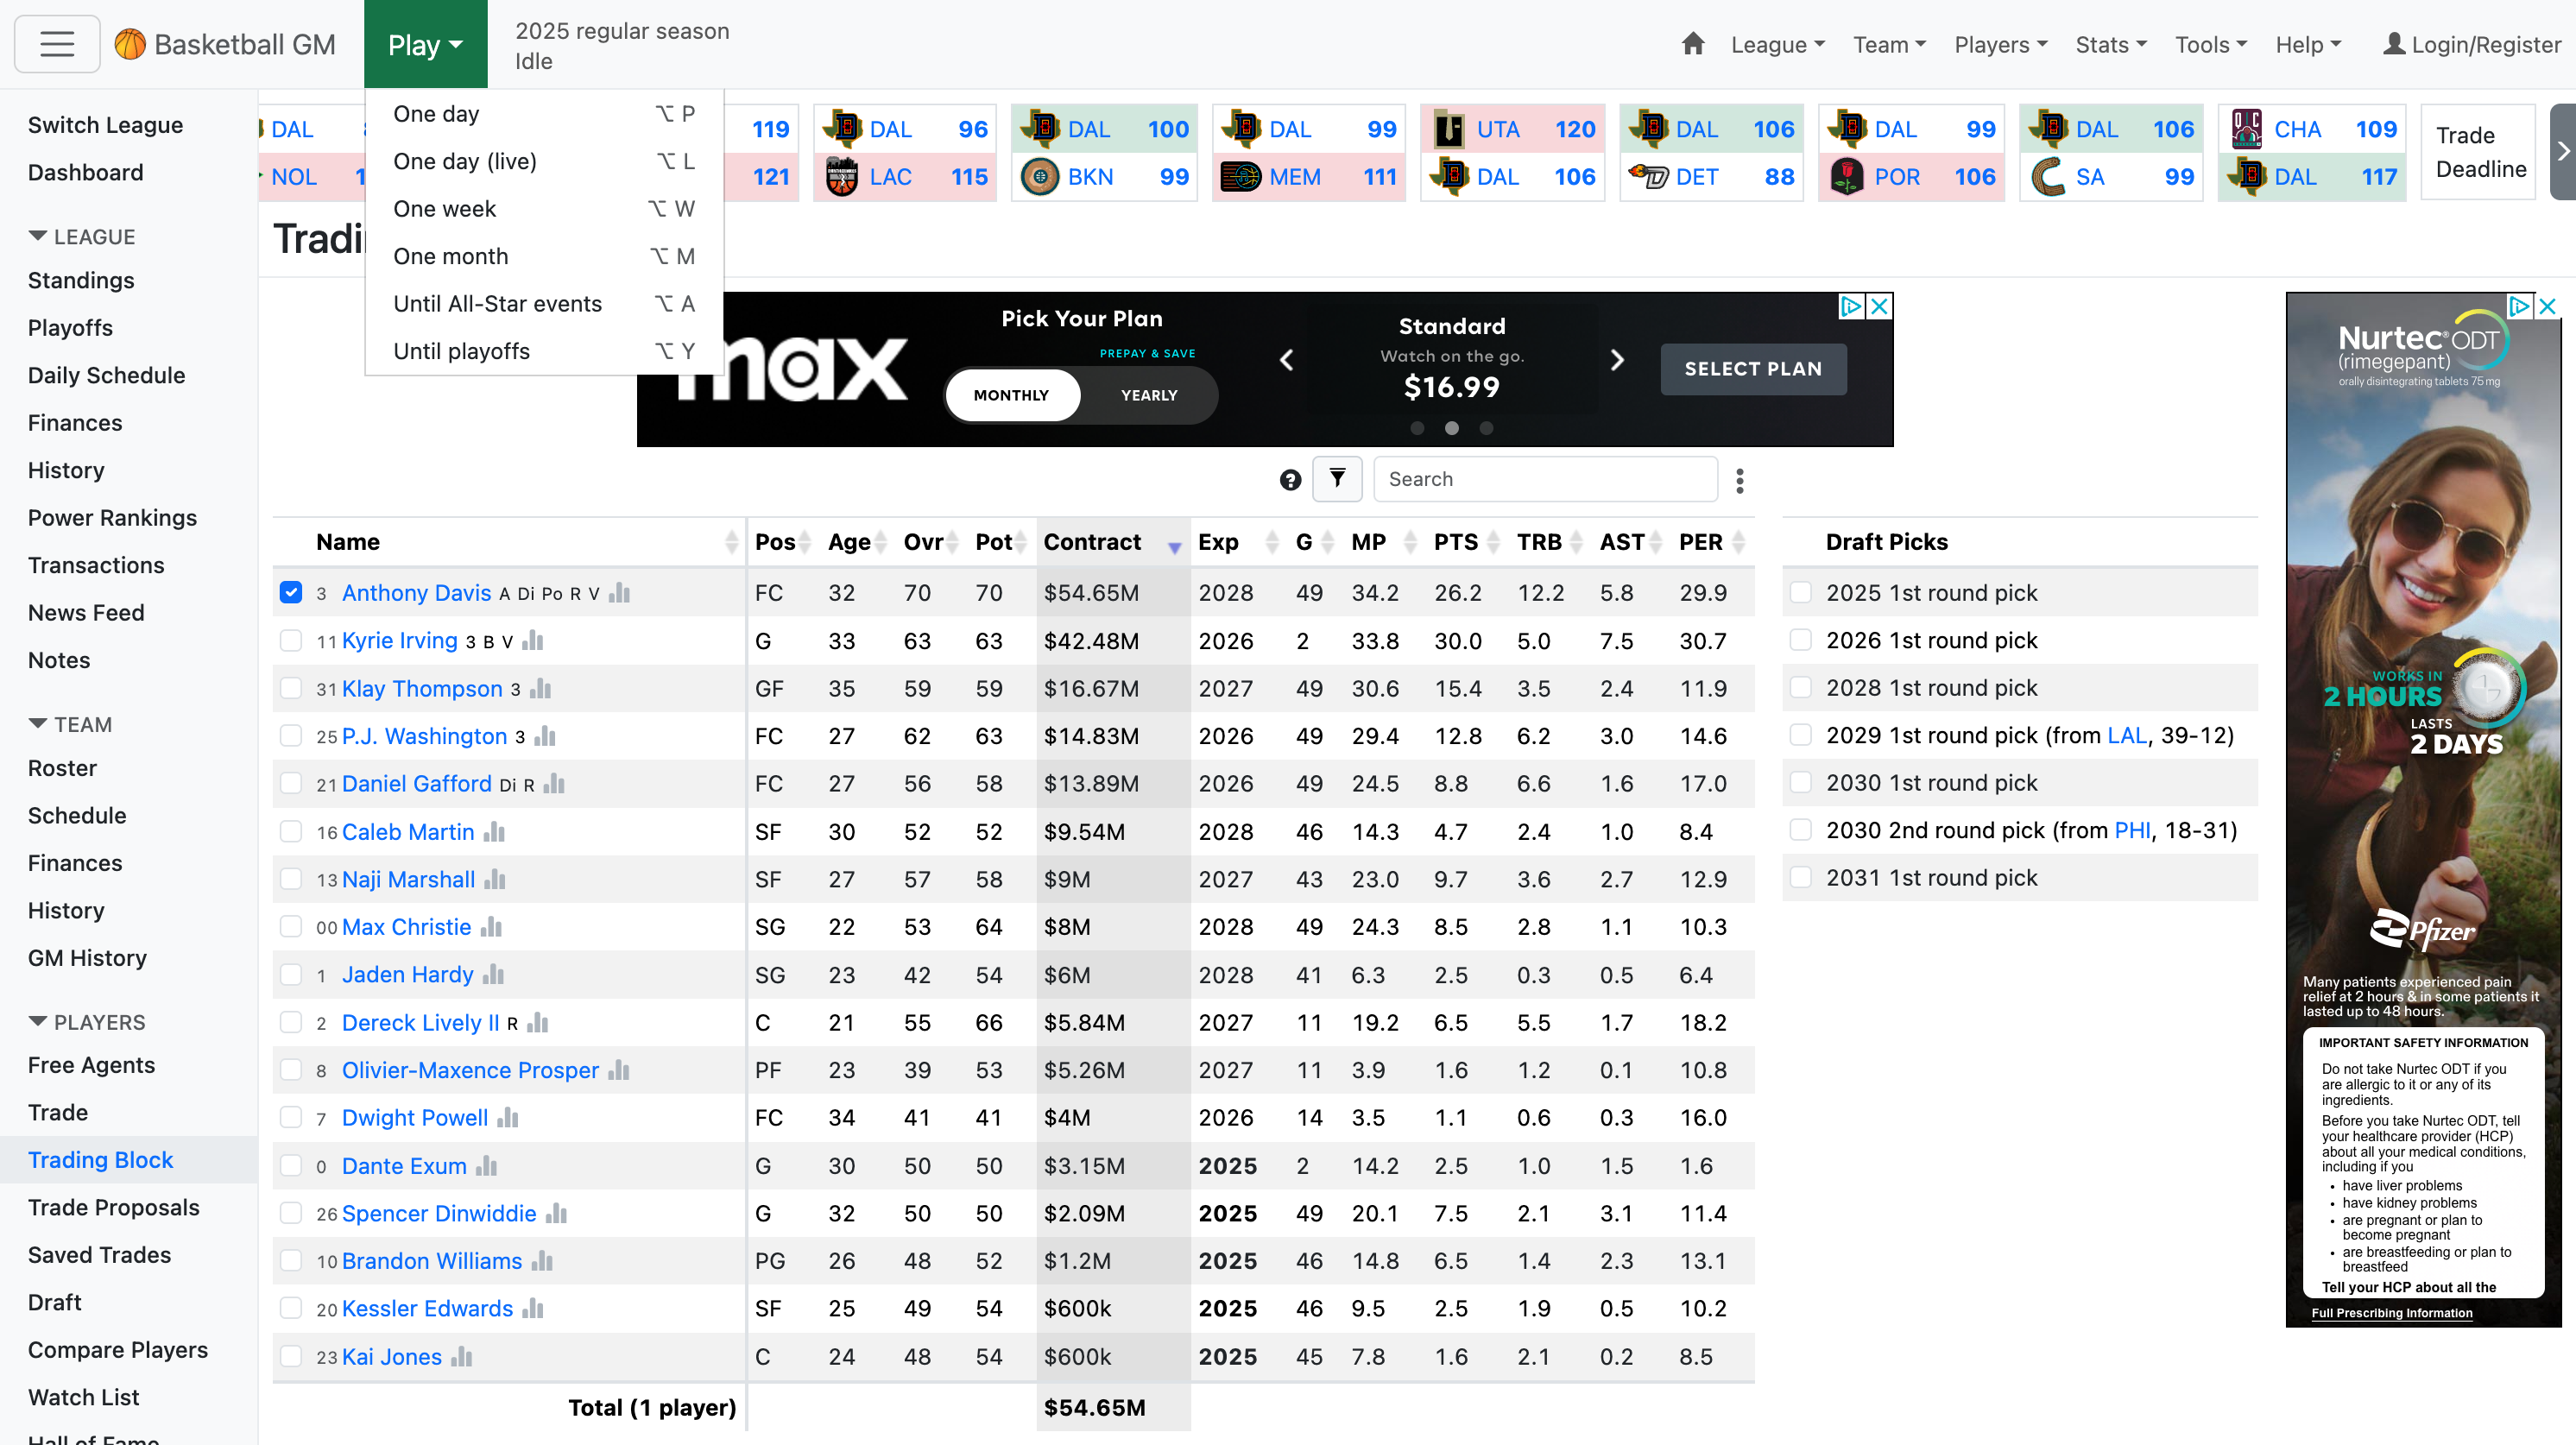 Basketball GM
Play
2025 regular season
Idle
League
Team
Players
Stats
Tools
Help
Login/Register
One day ⌥ P
One day (live) ⌥ L
One week ⌥ W
One month ⌥ M
Until All-Star events ⌥ A
Until playoffs ⌥ Y
Switch League
Dashboard
LEAGUE
Standings
Playoffs
Daily Schedule
Finances
History
Power Rankings
Transactions
News Feed
Notes
TEAM
Roster
Schedule
Finances
History
GM History
PLAYERS
Free Agents
Trade
Trading Block
Trade Proposals
Saved Trades
Draft
Compare Players
Watch List
Hall of Fame
DAL
NOL
119
121
DAL 96
LAC 115
DAL 100
BKN 99
DAL 99
MEM 111
UTA 120
DAL 106
DAL 106
DET 88
DAL 99
POR 106
DAL 106
SA 99
CHA 109
DAL 117
Trade
Deadline
max
Pick Your Plan
PREPAY & SAVE
MONTHLY YEARLY
Standard
Watch on the go.
$16.99
SELECT PLAN
Search
Name Pos Age Ovr Pot Contract Exp G MP PTS TRB AST PER
3 Anthony Davis A Di Po R V FC 32 70 70 $54.65M 2028 49 34.2 26.2 12.2 5.8 29.9
11 Kyrie Irving 3 B V G 33 63 63 $42.48M 2026 2 33.8 30.0 5.0 7.5 30.7
31 Klay Thompson 3 GF 35 59 59 $16.67M 2027 49 30.6 15.4 3.5 2.4 11.9
25 P.J. Washington 3 FC 27 62 63 $14.83M 2026 49 29.4 12.8 6.2 3.0 14.6
21 Daniel Gafford Di R FC 27 56 58 $13.89M 2026 49 24.5 8.8 6.6 1.6 17.0
16 Caleb Martin SF 30 52 52 $9.54M 2028 46 14.3 4.7 2.4 1.0 8.4
13 Naji Marshall SF 27 57 58 $9M 2027 43 23.0 9.7 3.6 2.7 12.9
00 Max Christie SG 22 53 64 $8M 2028 49 24.3 8.5 2.8 1.1 10.3
1 Jaden Hardy SG 23 42 54 $6M 2028 41 6.3 2.5 0.3 0.5 6.4
2 Dereck Lively II R C 21 55 66 $5.84M 2027 11 19.2 6.5 5.5 1.7 18.2
8 Olivier-Maxence Prosper PF 23 39 53 $5.26M 2027 11 3.9 1.6 1.2 0.1 10.8
7 Dwight Powell FC 34 41 41 $4M 2026 14 3.5 1.1 0.6 0.3 16.0
0 Dante Exum G 30 50 50 $3.15M 2025 2 14.2 2.5 1.0 1.5 1.6
26 Spencer Dinwiddie G 32 50 50 $2.09M 2025 49 20.1 7.5 2.1 3.1 11.4
10 Brandon Williams PG 26 48 52 $1.2M 2025 46 14.8 6.5 1.4 2.3 13.1
20 Kessler Edwards SF 25 49 54 $600k 2025 46 9.5 2.5 1.9 0.5 10.2
23 Kai Jones C 24 48 54 $600k 2025 45 7.8 1.6 2.1 0.2 8.5
Total (1 player) $54.65M
Draft Picks
2025 1st round pick
2026 1st round pick
2028 1st round pick
2029 1st round pick (from LAL, 39-12)
2030 1st round pick
2030 2nd round pick (from PHI, 18-31)
2031 1st round pick
Nurtec® ODT
(rimegepant)
orally disintegrating tablets 75 mg
WORKS IN
2 HOURS
LASTS
2 DAYS
Pfizer
Many patients experienced pain
relief at 2 hours & in some patients it
lasted up to 48 hours.
IMPORTANT SAFETY INFORMATION
Do not take Nurtec ODT if you
are allergic to it or any of its
ingredients.
Before you take Nurtec ODT, tell
your healthcare provider (HCP)
about all your medical conditions,
including if you
• have liver problems
• have kidney problems
• are pregnant or plan to
become pregnant
• are breastfeeding or plan to
breastfeed
Tell your HCP about all the
Full Prescribing Information